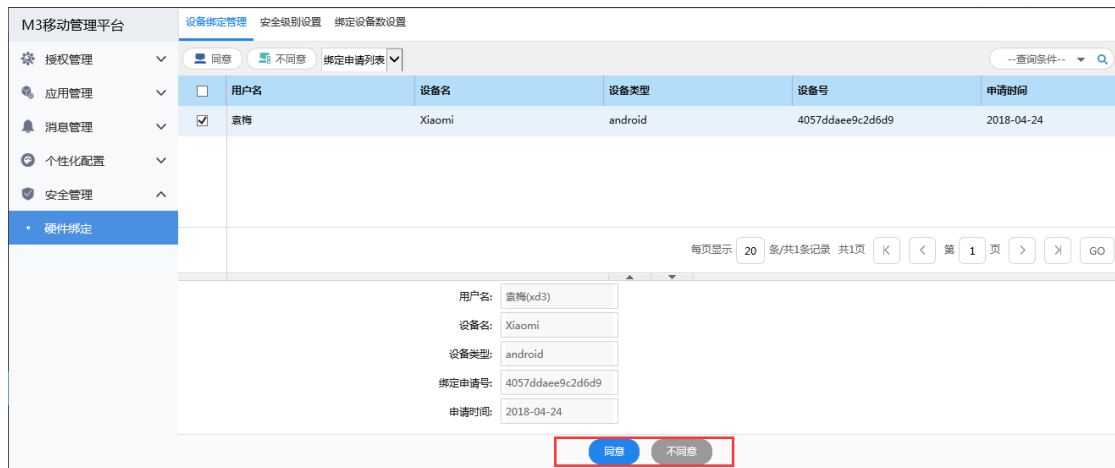 M3移动管理平台
设备绑定管理 安全级别设置 绑定设备数设置
授权管理
同意 不同意 绑定申请列表 --查询条件--
应用管理
用户名 设备名 设备类型 设备号 申请时间
消息管理
袁梅 Xiaomi android 4057ddaee9c2d6d9 2018-04-24
个性化配置
安全管理
硬件绑定
每页显示 20 条/共1条记录 共1页 第 1 页 GO
用户名: 袁梅(xd3)
设备名: Xiaomi
设备类型: android
绑定申请号: 4057ddaee9c2d6d9
申请时间: 2018-04-24
同意 不同意